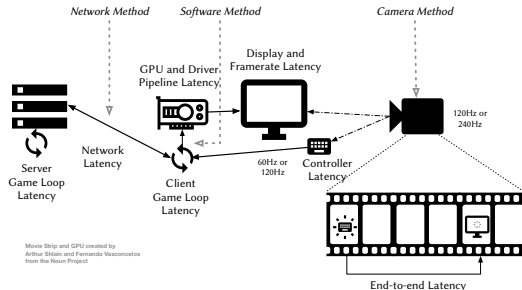 Network Method
Software Method
Camera Method
Display and
Framerate Latency
GPU and Driver
Pipeline Latency
120Hz or
240Hz
Network
Latency
60Hz or
120Hz
Controller
Latency
Server
Game Loop
Latency
Client
Game Loop
Latency
Movie Strip and GPU created by
Arthur Shlain and Fernando Vasconcelos
from the Noun Project
End-to-end Latency